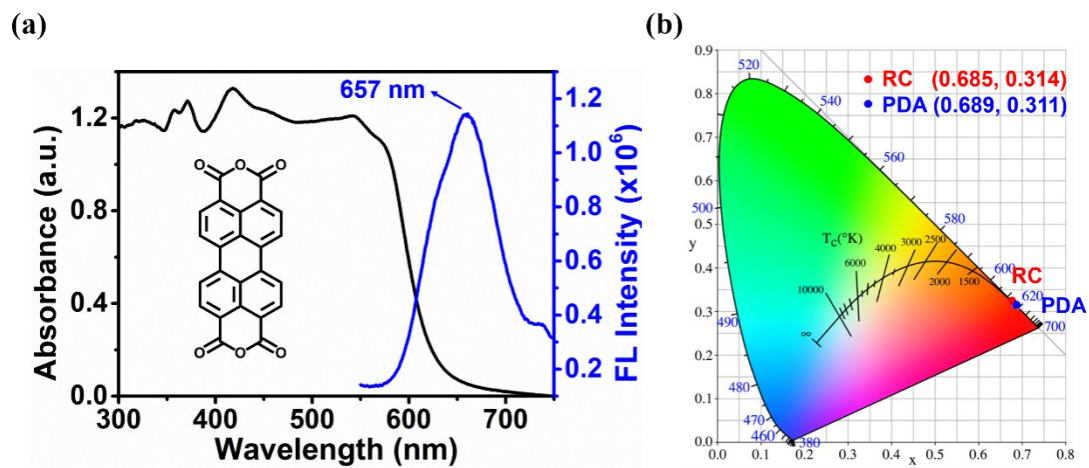 (a)
657 nm
Absorbance (a.u.)
1.2
0.8
0.4
0.0
300 400 500 600 700
Wavelength (nm)
1.2
1.1
0.9
0.8
0.6
0.5
0.3
0.2
FL Intensity (x10⁶)
O O O
O O O
(b)
RC (0.685, 0.314)
PDA (0.689, 0.311)
0.9
0.8
0.7
0.6
0.5
0.4
0.3
0.2
0.1
0.0
y
0.0 0.1 0.2 0.3 0.4 0.5 0.6 0.7 0.8
x
520
540
560
580
600
620
700
500
490
480
470
460
380
Tc(°K)
∞
10000
6000
4000
3000
2500
2000
1500
RC
PDA